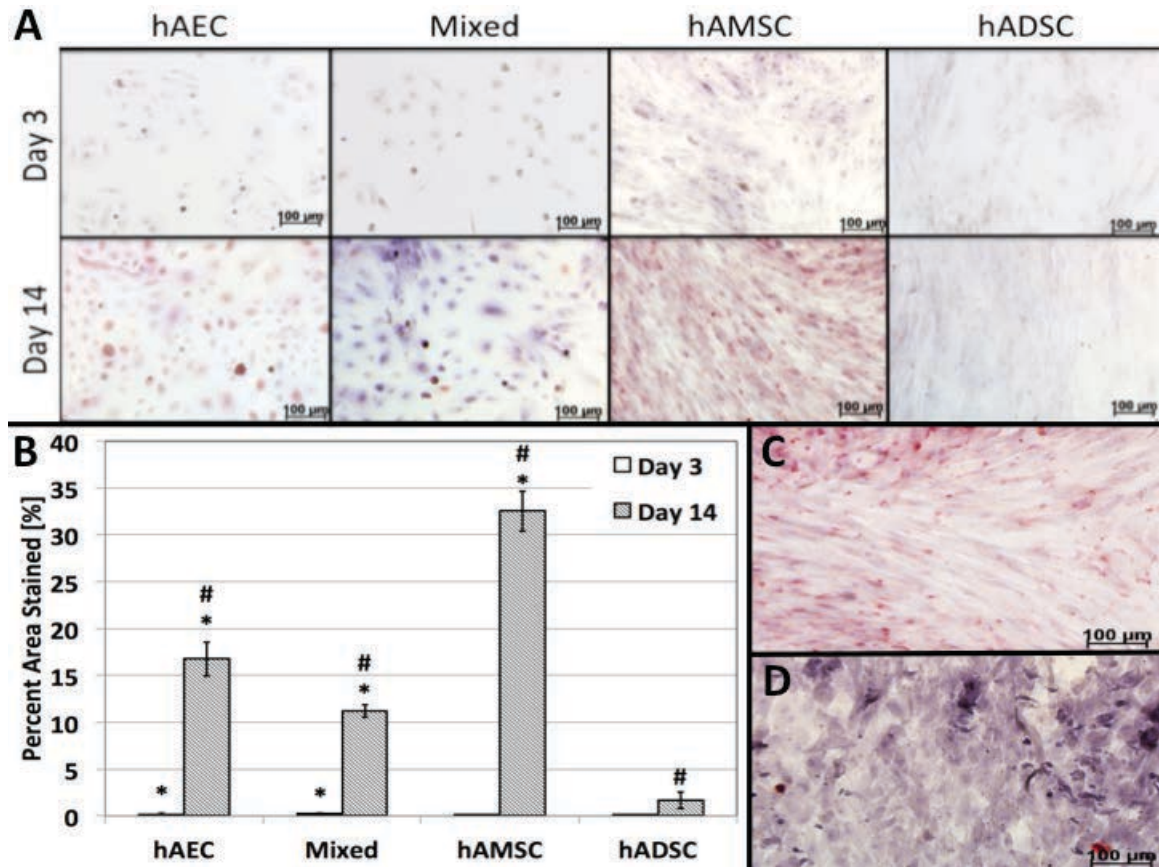 A hAEC Mixed hAMSC hADSC
Day 3
100 µm 100 µm 100 µm 100 µm
Day 14
100 µm 100 µm 100 µm 100 µm
B
Percent Area Stained [%]
40
35
30
25
20
15
10
5
0
Day 3
Day 14
# * # * # * #
* *
hAEC Mixed hAMSC hADSC
C
100 µm
D
100 µm